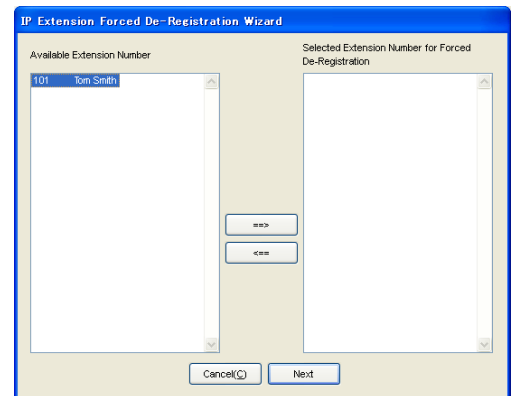 IP Extension Forced De-Registration Wizard
Available Extension Number
Selected Extension Number for Forced
De-Registration
101 Tom Smith
==>
<==
Cancel(C)
Next